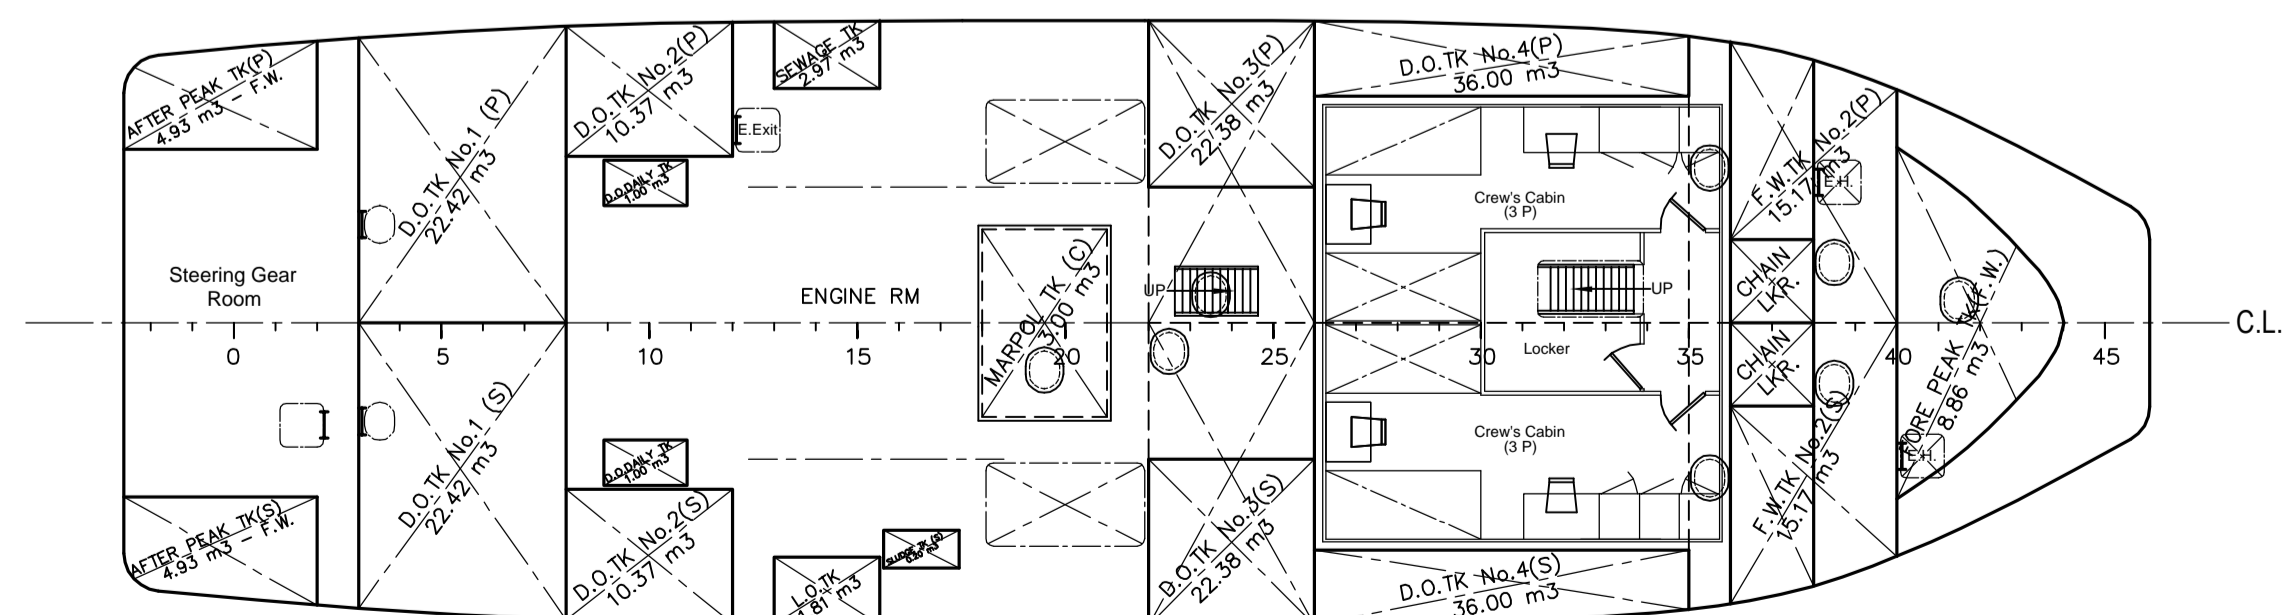 AFTER PEAK TK(P)
4.93 m3 - F.W.
D.O.TK No.1 (P)
22.42 m3
D.O.TK No.2(P)
10.37 m3
D.O.DAILY TK
1.00 m3
SEWAGE TK
2.97 m3
E.Exit
D.O.TK No.3(P)
22.38 m3
D.O.TK No.4(P)
36.00 m3
Crew's Cabin
(3 P)
F.W.TK No.2(P)
15.17 m3
E.H.
Steering Gear
Room
ENGINE RM
MARPOL TK (C)
3.00 m3
UP
UP
CHAIN
LKR.
C.L.
0
5
10
15
20
25
30
35
40
45
Locker
CHAIN
LKR.
FORE PEAK TK(F.W.)
8.86 m3
D.O.TK No.1 (S)
22.42 m3
D.O.DAILY TK
1.00 m3
Crew's Cabin
(3 P)
E.H.
AFTER PEAK TK(S)
4.93 m3 - F.W.
D.O.TK No.2(S)
10.37 m3
L.O.TK
1.81 m3
SLUDGE TK (S)
D.O.TK No.3(S)
22.38 m3
D.O.TK No.4(S)
36.00 m3
F.W.TK No.2(S)
15.17 m3